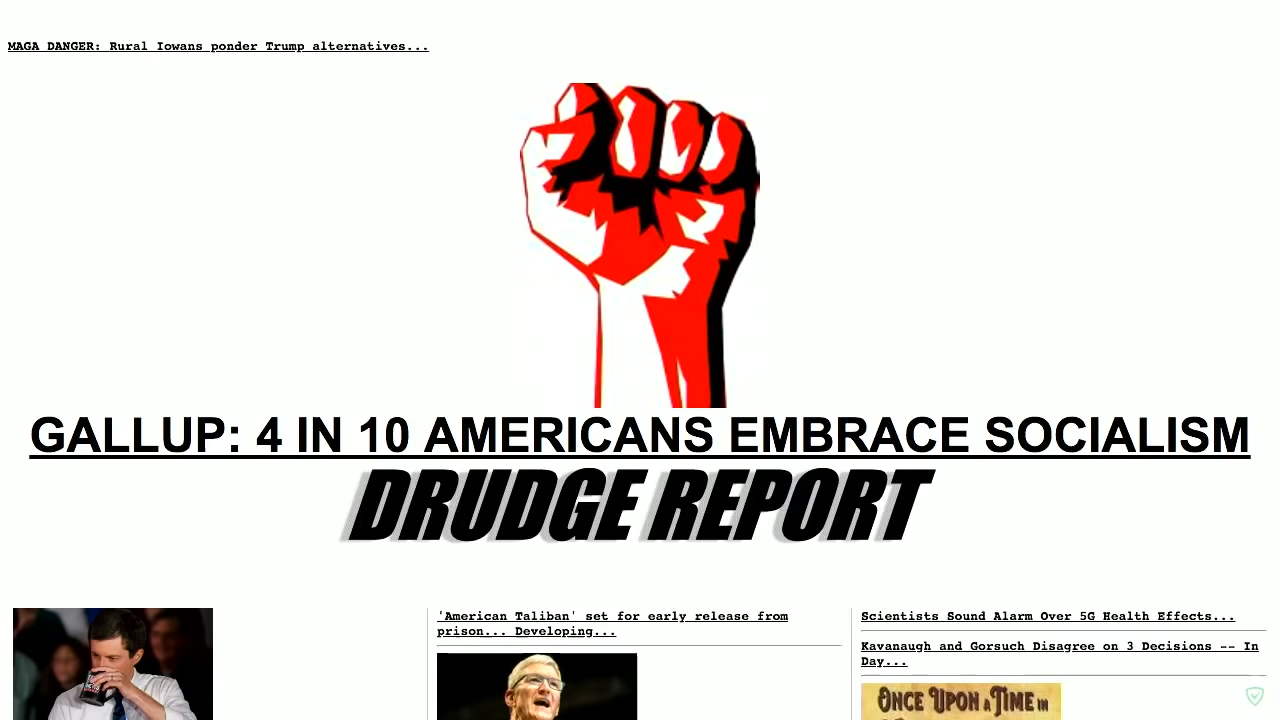 MAGA DANGER: Rural Iowans ponder Trump alternatives...
GALLUP: 4 IN 10 AMERICANS EMBRACE SOCIALISM
DRUDGE REPORT
'American Taliban' set for early release from
prison... Developing...
Scientists Sound Alarm Over 5G Health Effects...
Kavanaugh and Gorsuch Disagree on 3 Decisions -- In
Day...
ONCE UPON A TIME IN